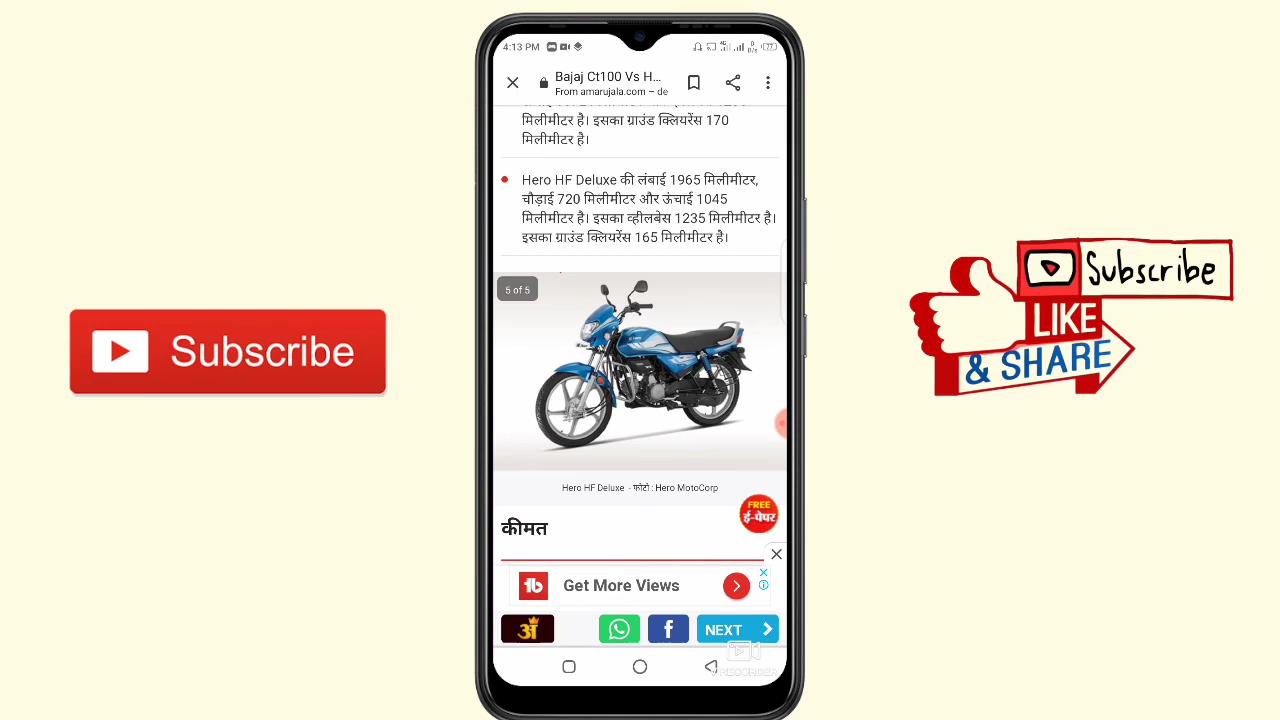 4:13 PM
77
Bajaj Ct100 Vs H...
From amarujala.com – de
मिलीमीटर है। इसका ग्राउंड क्लियरेंस 170
मिलीमीटर है।
Hero HF Deluxe की लंबाई 1965 मिलीमीटर,
चौड़ाई 720 मिलीमीटर और ऊंचाई 1045
मिलीमीटर है। इसका व्हीलबेस 1235 मिलीमीटर है।
इसका ग्राउंड क्लियरेंस 165 मिलीमीटर है।
5 of 5
Hero HF Deluxe - फोटो : Hero MotoCorp
FREE
ई-पेपर
कीमत
Get More Views
अ
NEXT
Subscribe
Subscribe
LIKE
& SHARE